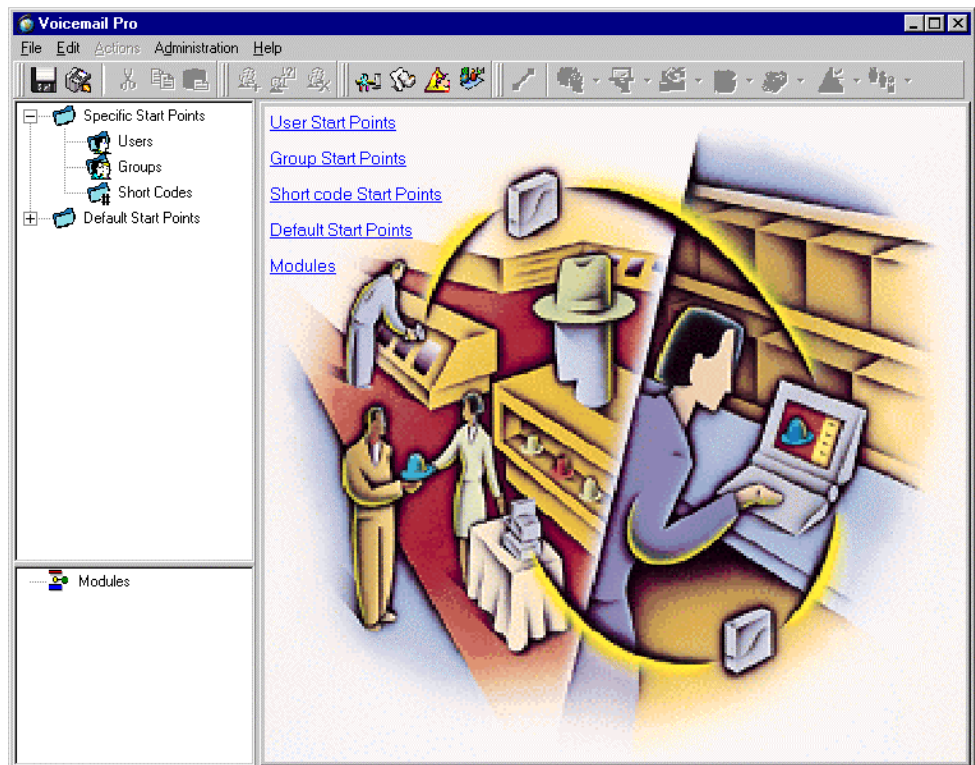 Voicemail Pro
File Edit Actions Administration Help
Specific Start Points
Users
Groups
Short Codes
Default Start Points
Modules
User Start Points
Group Start Points
Short code Start Points
Default Start Points
Modules